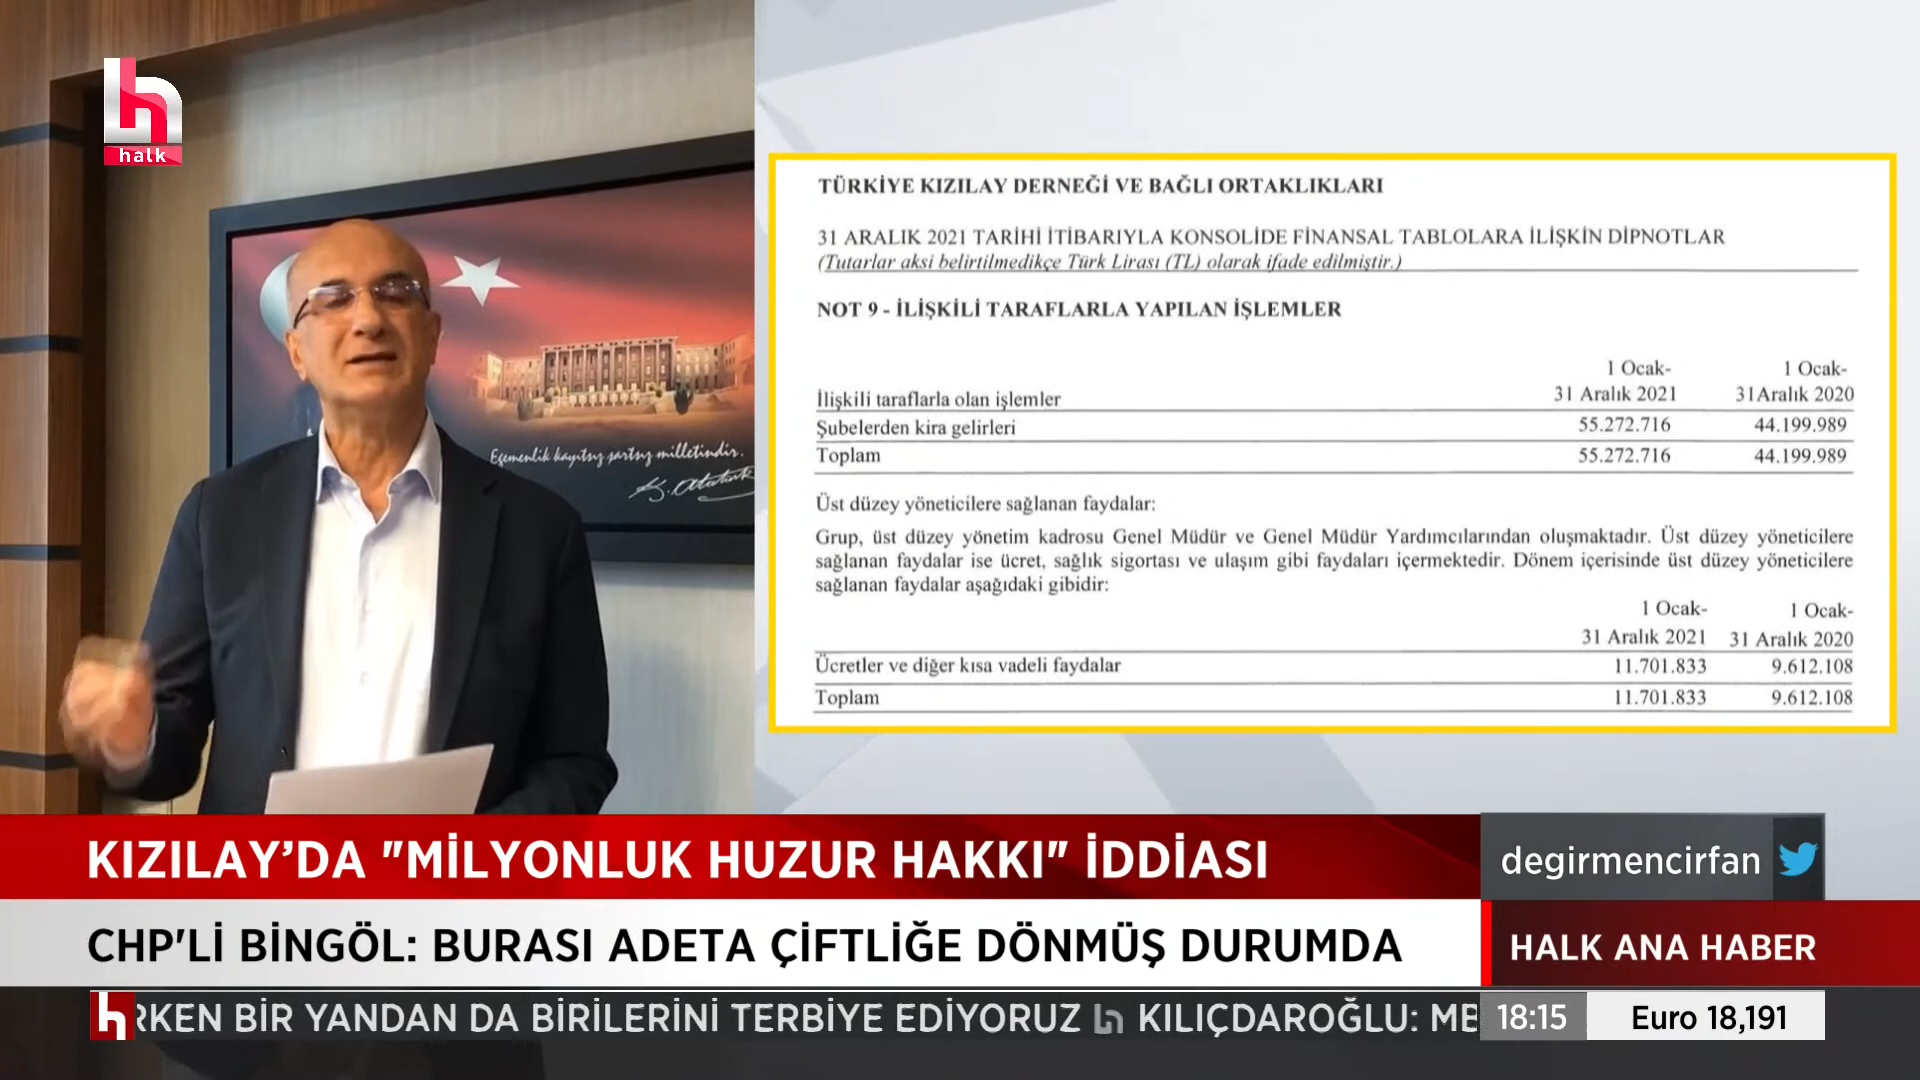 halk
Egemenlik kayıtsız şartsız milletindir.
K. Atatürk
TÜRKİYE KIZILAY DERNEĞİ VE BAĞLI ORTAKLIKLARI
31 ARALIK 2021 TARİHİ İTİBARIYLA KONSOLİDE FİNANSAL TABLOLARA İLİŞKİN DİPNOTLAR
(Tutarlar aksi belirtilmedikçe Türk Lirası (TL) olarak ifade edilmiştir.)
NOT 9 - İLİŞKİLİ TARAFLARLA YAPILAN İŞLEMLER
1 Ocak- 1 Ocak-
İlişkili taraflarla olan işlemler 31 Aralık 2021 31Aralık 2020
Şubelerden kira gelirleri 55.272.716 44.199.989
Toplam 55.272.716 44.199.989
Üst düzey yöneticilere sağlanan faydalar:
Grup, üst düzey yönetim kadrosu Genel Müdür ve Genel Müdür Yardımcılarından oluşmaktadır. Üst düzey yöneticilere
sağlanan faydalar ise ücret, sağlık sigortası ve ulaşım gibi faydaları içermektedir. Dönem içerisinde üst düzey yöneticilere
sağlanan faydalar aşağıdaki gibidir:
1 Ocak- 1 Ocak-
31 Aralık 2021 31 Aralık 2020
Ücretler ve diğer kısa vadeli faydalar 11.701.833 9.612.108
Toplam 11.701.833 9.612.108
KIZILAY’DA "MİLYONLUK HUZUR HAKKI" İDDİASI
degirmencirfan
CHP'Lİ BİNGÖL: BURASI ADETA ÇİFTLİĞE DÖNMÜŞ DURUMDA
HALK ANA HABER
RKEN BİR YANDAN DA BİRİLERİNİ TERBİYE EDİYORUZ h KILIÇDAROĞLU: ME
18:15 Euro 18,191